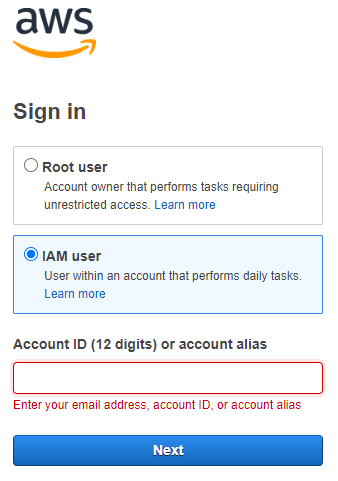 aws
Sign in
Root user
Account owner that performs tasks requiring
unrestricted access. Learn more
IAM user
User within an account that performs daily tasks.
Learn more
Account ID (12 digits) or account alias
Enter your email address, account ID, or account alias
Next